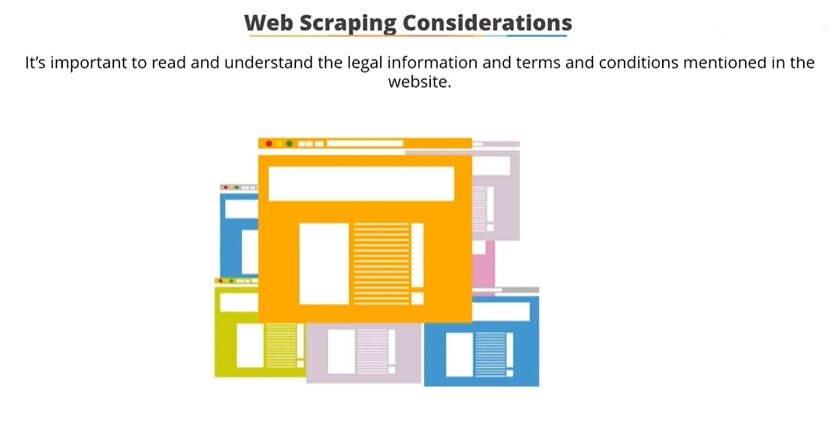 Web Scraping Considerations
It's important to read and understand the legal information and terms and conditions mentioned in the
website.